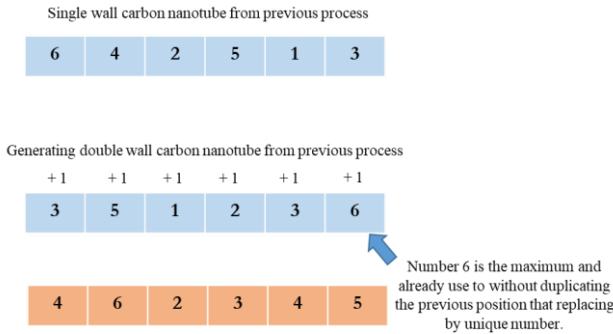 Single wall carbon nanotube from previous process
6 4 2 5 1 3
Generating double wall carbon nanotube from previous process
+ 1 + 1 + 1 + 1 + 1 + 1
3 5 1 2 3 6
Number 6 is the maximum and
already use to without duplicating
the previous position that replacing
by unique number.
4 6 2 3 4 5